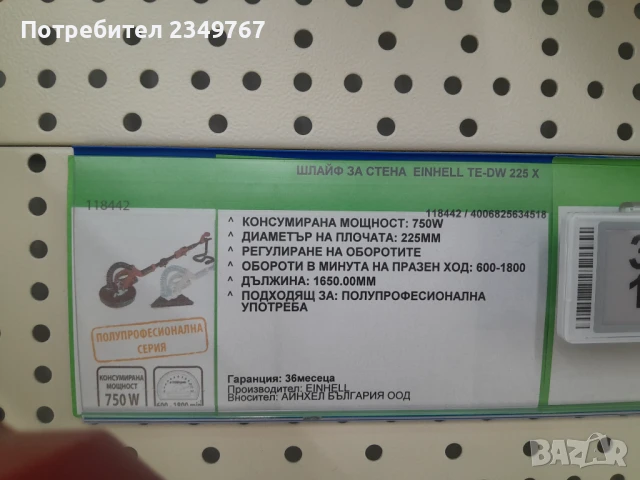 Потребител 2349767
ШЛАЙФ ЗА СТЕНА EINHELL TE-DW 225 X
118442
118442 / 4006825634518
^ КОНСУМИРАНА МОЩНОСТ: 750W
^ ДИАМЕТЪР НА ПЛОЧАТА: 225ММ
^ РЕГУЛИРАНЕ НА ОБОРОТИТЕ
^ ОБОРОТИ В МИНУТА НА ПРАЗЕН ХОД: 600-1800
^ ДЪЛЖИНА: 1650.00ММ
^ ПОДХОДЯЩ ЗА: ПОЛУПРОФЕСИОНАЛНА
УПОТРЕБА
ПОЛУПРОФЕСИОНАЛНА
СЕРИЯ
КОНСУМИРАНА
МОЩНОСТ
750 W
Гаранция: 36месеца
Производител: EINHELL
Вносител: АЙНХЕЛ БЪЛГАРИЯ ООД
BAZAR